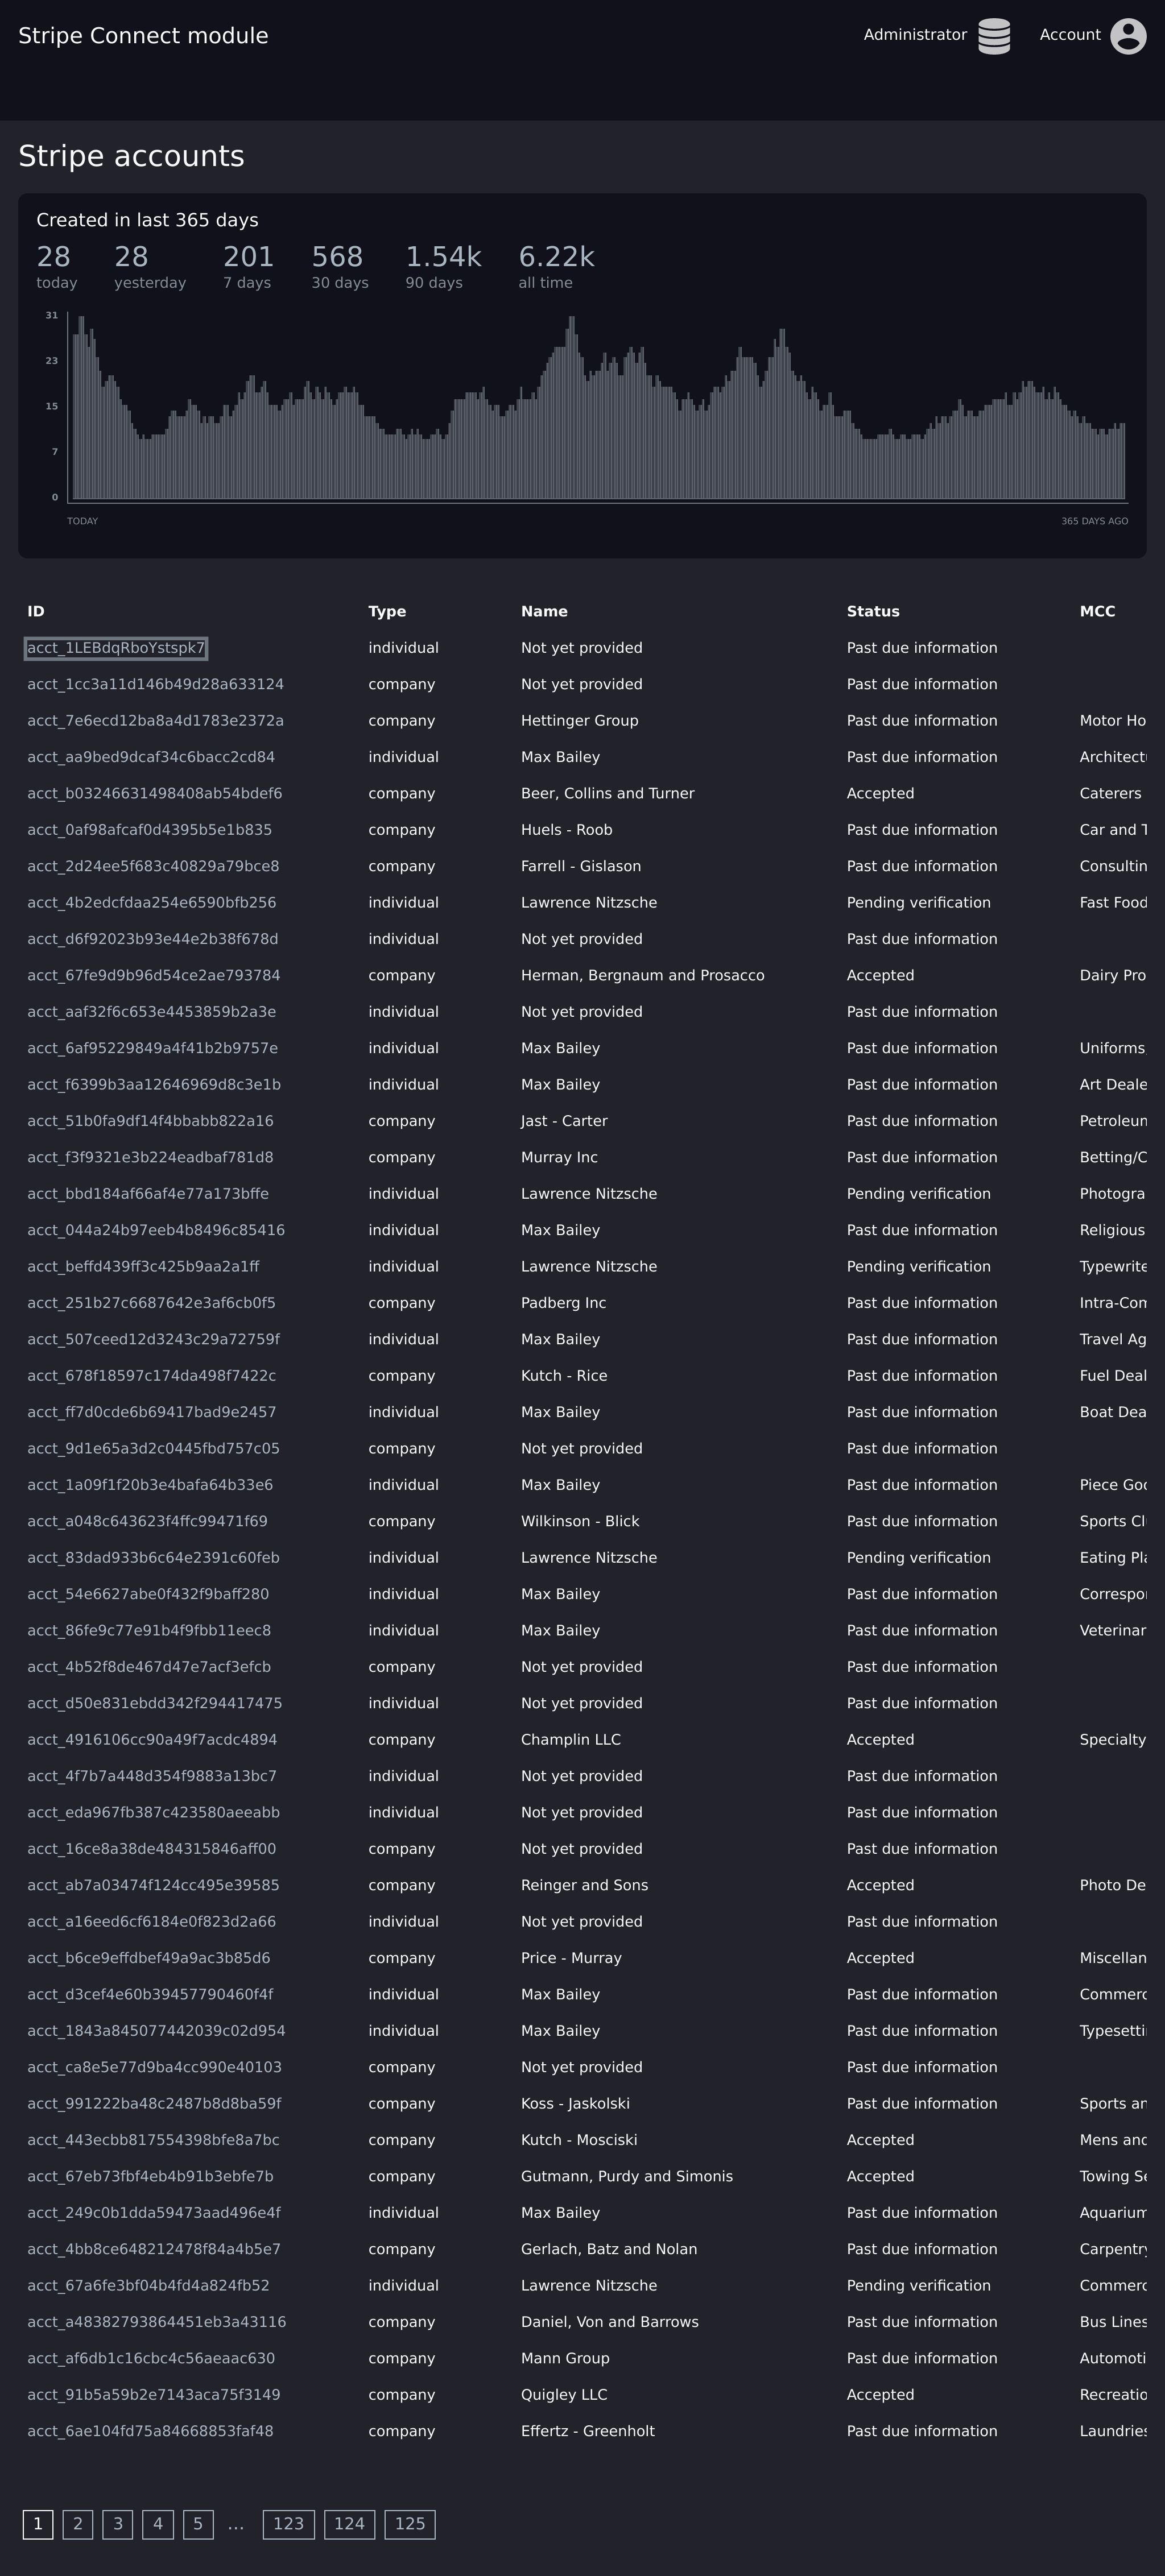 Stripe Connect module Administrator Account
Stripe accounts
Created in last 365 days
28 28 201 568 1.54k 6.22k
today yesterday 7 days 30 days 90 days all time
31
23
15
7
0
TODAY 365 DAYS AGO
ID Type Name Status MCC
acct_1LEBdqRboYstspk7 individual Not yet provided Past due information
acct_1cc3a11d146b49d28a633124 company Not yet provided Past due information
acct_7e6ecd12ba8a4d1783e2372a company Hettinger Group Past due information Motor Ho
acct_aa9bed9dcaf34c6bacc2cd84 individual Max Bailey Past due information Architect
acct_b03246631498408ab54bdef6 company Beer, Collins and Turner Accepted Caterers
acct_0af98afcaf0d4395b5e1b835 company Huels - Roob Past due information Car and T
acct_2d24ee5f683c40829a79bce8 company Farrell - Gislason Past due information Consultin
acct_4b2edcfdaa254e6590bfb256 individual Lawrence Nitzsche Pending verification Fast Food
acct_d6f92023b93e44e2b38f678d individual Not yet provided Past due information
acct_67fe9d9b96d54ce2ae793784 company Herman, Bergnaum and Prosacco Accepted Dairy Pro
acct_aaf32f6c653e4453859b2a3e individual Not yet provided Past due information
acct_6af95229849a4f41b2b9757e individual Max Bailey Past due information Uniforms
acct_f6399b3aa12646969d8c3e1b individual Max Bailey Past due information Art Deale
acct_51b0fa9df14f4bbabb822a16 company Jast - Carter Past due information Petroleum
acct_f3f9321e3b224eadbaf781d8 company Murray Inc Past due information Betting/C
acct_bbd184af66af4e77a173bffe individual Lawrence Nitzsche Pending verification Photogra
acct_044a24b97eeb4b8496c85416 individual Max Bailey Past due information Religious
acct_beffd439ff3c425b9aa2a1ff individual Lawrence Nitzsche Pending verification Typewrite
acct_251b27c6687642e3af6cb0f5 company Padberg Inc Past due information Intra-Com
acct_507ceed12d3243c29a72759f individual Max Bailey Past due information Travel Ag
acct_678f18597c174da498f7422c company Kutch - Rice Past due information Fuel Deal
acct_ff7d0cde6b69417bad9e2457 individual Max Bailey Past due information Boat Dea
acct_9d1e65a3d2c0445fbd757c05 company Not yet provided Past due information
acct_1a09f1f20b3e4bafa64b33e6 individual Max Bailey Past due information Piece Goo
acct_a048c643623f4ffc99471f69 company Wilkinson - Blick Past due information Sports Cl
acct_83dad933b6c64e2391c60feb individual Lawrence Nitzsche Pending verification Eating Pla
acct_54e6627abe0f432f9baff280 individual Max Bailey Past due information Correspo
acct_86fe9c77e91b4f9fbb11eec8 individual Max Bailey Past due information Veterinar
acct_4b52f8de467d47e7acf3efcb company Not yet provided Past due information
acct_d50e831ebdd342f294417475 individual Not yet provided Past due information
acct_4916106cc90a49f7acdc4894 company Champlin LLC Accepted Specialty
acct_4f7b7a448d354f9883a13bc7 individual Not yet provided Past due information
acct_eda967fb387c423580aeeabb individual Not yet provided Past due information
acct_16ce8a38de484315846aff00 company Not yet provided Past due information
acct_ab7a03474f124cc495e39585 company Reinger and Sons Accepted Photo De
acct_a16eed6cf6184e0f823d2a66 individual Not yet provided Past due information
acct_b6ce9effdbef49a9ac3b85d6 company Price - Murray Accepted Miscellan
acct_d3cef4e60b39457790460f4f individual Max Bailey Past due information Commerc
acct_1843a845077442039c02d954 individual Max Bailey Past due information Typesetti
acct_ca8e5e77d9ba4cc990e40103 company Not yet provided Past due information
acct_991222ba48c2487b8d8ba59f company Koss - Jaskolski Past due information Sports an
acct_443ecbb817554398bfe8a7bc company Kutch - Mosciski Accepted Mens and
acct_67eb73fbf4eb4b91b3ebfe7b company Gutmann, Purdy and Simonis Accepted Towing Se
acct_249c0b1dda59473aad496e4f individual Max Bailey Past due information Aquarium
acct_4bb8ce648212478f84a4b5e7 company Gerlach, Batz and Nolan Past due information Carpentry
acct_67a6fe3bf04b4fd4a824fb52 individual Lawrence Nitzsche Pending verification Commerc
acct_a48382793864451eb3a43116 company Daniel, Von and Barrows Past due information Bus Lines
acct_af6db1c16cbc4c56aeaac630 company Mann Group Past due information Automoti
acct_91b5a59b2e7143aca75f3149 company Quigley LLC Accepted Recreatio
acct_6ae104fd75a84668853faf48 company Effertz - Greenholt Past due information Laundries
1 2 3 4 5 … 123 124 125